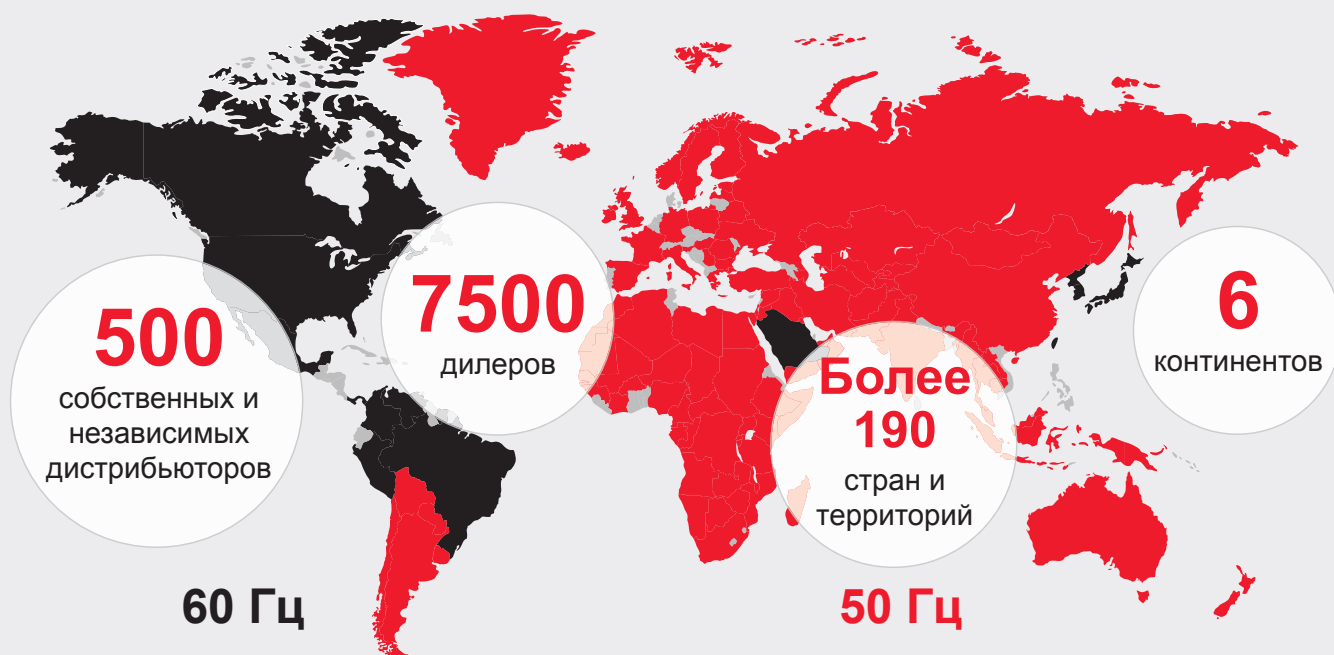 500
собственных и
независимых
дистрибьюторов
7500
дилеров
Более
190
стран и
территорий
6
континентов
60 Гц
50 Гц